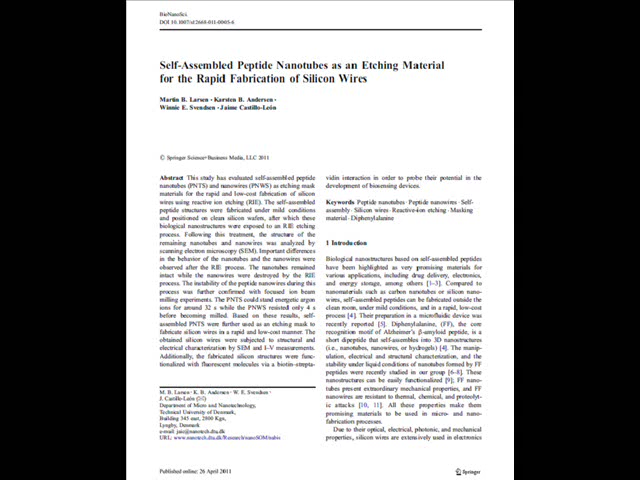 BioNanoSci.
DOI 10.1007/s12668-011-0005-6
Self-Assembled Peptide Nanotubes as an Etching Material
for the Rapid Fabrication of Silicon Wires
Martin B. Larsen · Karsten B. Andersen ·
Winnie E. Svendsen · Jaime Castillo-León
© Springer Science+Business Media, LLC 2011
Abstract This study has evaluated self-assembled peptide
nanotubes (PNTS) and nanowires (PNWS) as etching mask
materials for the rapid and low-cost fabrication of silicon
wires using reactive ion etching (RIE). The self-assembled
peptide structures were fabricated under mild conditions
and positioned on clean silicon wafers, after which these
biological nanostructures were exposed to an RIE etching
process. Following this treatment, the structure of the
remaining nanotubes and nanowires was analyzed by
scanning electron microscopy (SEM). Important differences
in the behavior of the nanotubes and the nanowires were
observed after the RIE process. The nanotubes remained
intact while the nanowires were destroyed by the RIE
process. The instability of the peptide nanowires during this
process was further confirmed with focused ion beam
milling experiments. The PNTS could stand energetic argon
ions for around 32 s while the PNWS resisted only 4 s
before becoming milled. Based on these results, self-
assembled PNTS were further used as an etching mask to
fabricate silicon wires in a rapid and low-cost manner. The
obtained silicon wires were subjected to structural and
electrical characterization by SEM and I–V measurements.
Additionally, the fabricated silicon structures were func-
tionalized with fluorescent molecules via a biotin-strepta-
M. B. Larsen · K. B. Andersen · W. E. Svendsen ·
J. Castillo-León
Department of Micro and Nanotechnology,
Technical University of Denmark,
Building 345 east, 2800 Kgs,
Lyngby, Denmark
e-mail: jaic@nanotech.dtu.dk
URL: www.nanotech.dtu.dk/Research/nanoSOM/nabis
vidin interaction in order to probe their potential in the
development of biosensing devices.
Keywords Peptide nanotubes · Peptide nanowires · Self-
assembly · Silicon wires · Reactive-ion etching · Masking
material · Diphenylalanine
1 Introduction
Biological nanostructures based on self-assembled peptides
have been highlighted as very promising materials for
various applications, including drug delivery, electronics,
and energy storage, among others [1–3]. Compared to
nanomaterials such as carbon nanotubes or silicon nano-
wires, self-assembled peptides can be fabricated outside the
clean room, under mild conditions, and in a rapid, low-cost
process [4]. Their preparation in a microfluidic device was
recently reported [5]. Diphenylalanine, (FF), the core
recognition motif of Alzheimer's β-amyloid peptide, is a
short dipeptide that self-assembles into 3D nanostructures
(i.e., nanotubes, nanowires, or hydrogels) [4]. The manip-
ulation, electrical and structural characterization, and the
stability under liquid conditions of nanotubes formed by FF
peptides were recently studied in our group [6–8]. These
nanostructures can be easily functionalized [9]; FF nano-
tubes present extraordinary mechanical properties, and FF
nanowires are resistant to thermal, chemical, and proteolyt-
ic attacks [10, 11]. All these properties make them
promising materials to be used in micro- and nano-
fabrication processes.
Due to their optical, electrical, photonic, and mechanical
properties, silicon wires are extensively used in electronics
Published online: 26 April 2011
Springer